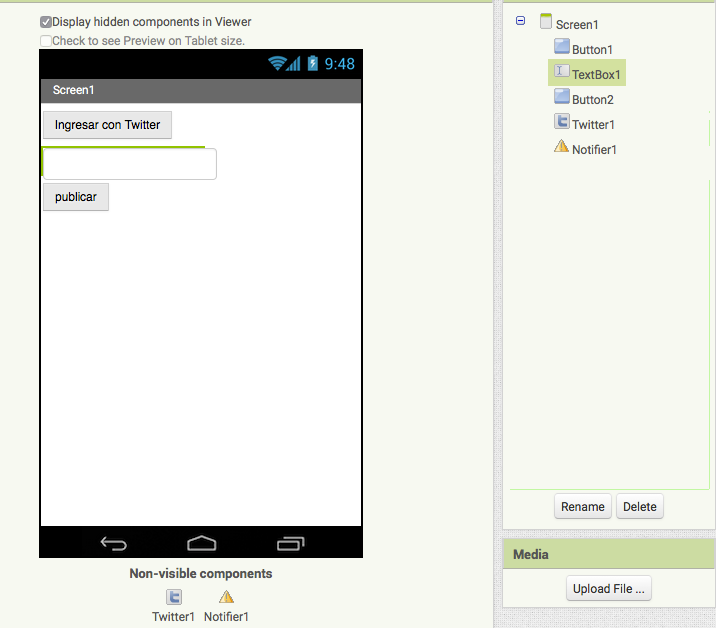 Display hidden components in Viewer
Check to see Preview on Tablet size.
9:48
Screen1
Ingresar con Twitter
publicar
Non-visible components
Twitter1 Notifier1
Screen1
Button1
TextBox1
Button2
Twitter1
Notifier1
Rename Delete
Media
Upload File ...